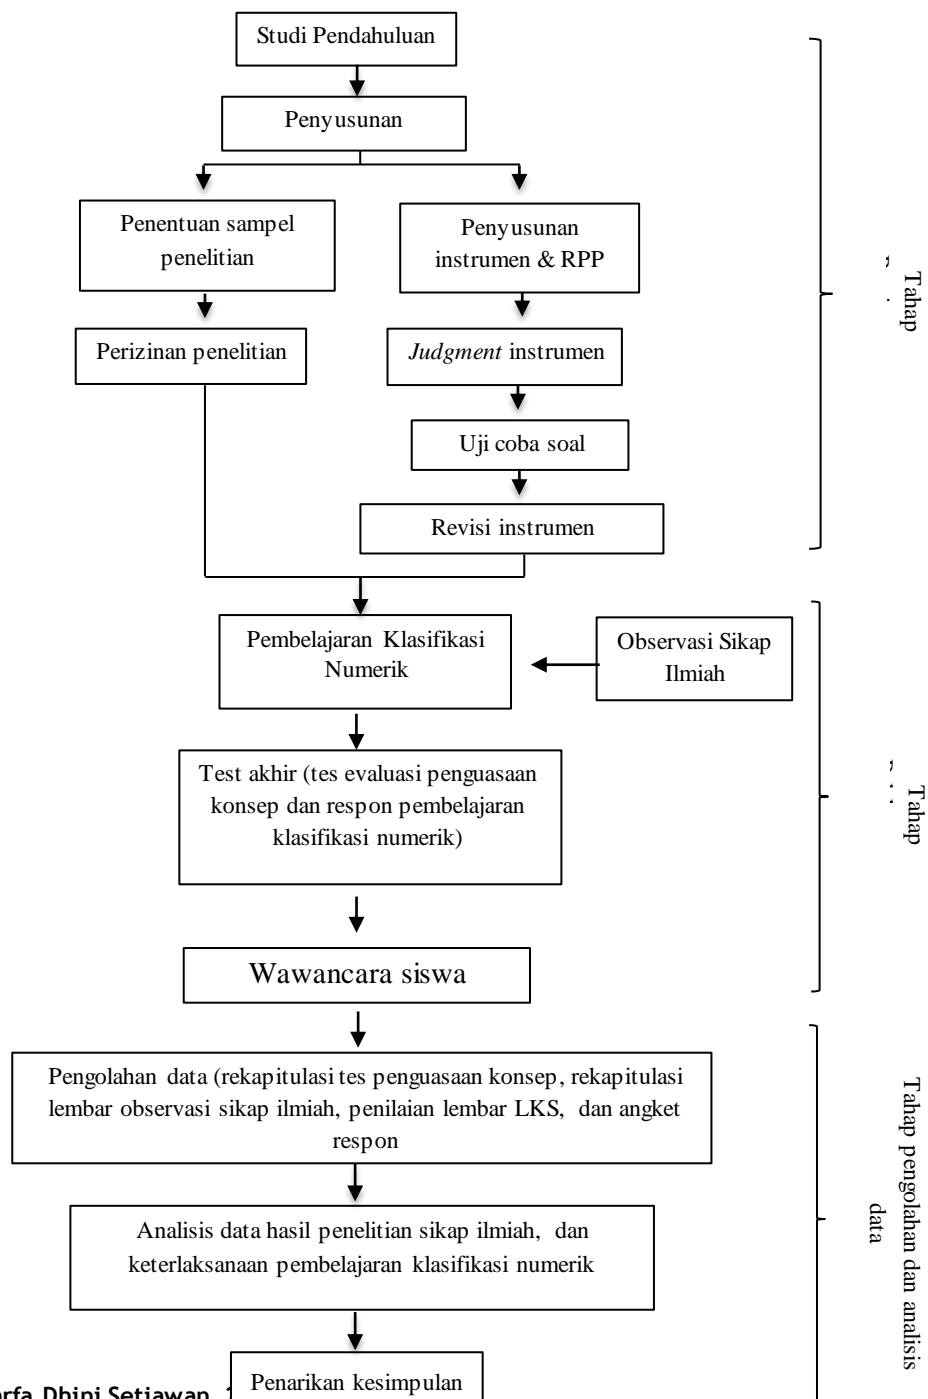 Studi Pendahuluan
Penyusunan
Penentuan sampel
penelitian
Penyusunan
instrumen & RPP
Perizinan penelitian
Judgment instrumen
Uji coba soal
Revisi instrumen
Tahap
Pembelajaran Klasifikasi
Numerik
Observasi Sikap
Ilmiah
Test akhir (tes evaluasi penguasaan
konsep dan respon pembelajaran
klasifikasi numerik)
Wawancara siswa
Tahap
Pengolahan data (rekapitulasi tes penguasaan konsep, rekapitulasi
lembar observasi sikap ilmiah, penilaian lembar LKS, dan angket
respon
Analisis data hasil penelitian sikap ilmiah, dan
keterlaksanaan pembelajaran klasifikasi numerik
Penarikan kesimpulan
Tahap pengolahan dan analisis
data
Dhini Setiawan,